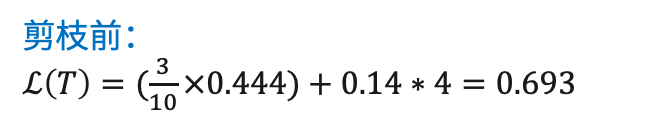 剪枝前：
ℒ(T) = (3/10 ×0.444) + 0.14 * 4 = 0.693